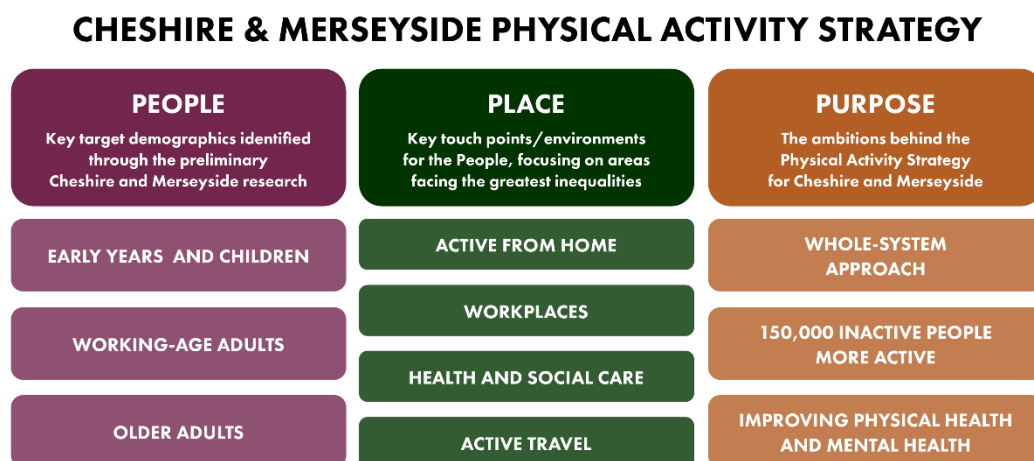 CHESHIRE & MERSEYSIDE PHYSICAL ACTIVITY STRATEGY
PEOPLE
Key target demographics identified
through the preliminary
Cheshire and Merseyside research
EARLY YEARS AND CHILDREN
WORKING-AGE ADULTS
OLDER ADULTS
PLACE
Key touch points/environments
for the People, focusing on areas
facing the greatest inequalities
ACTIVE FROM HOME
WORKPLACES
HEALTH AND SOCIAL CARE
ACTIVE TRAVEL
PURPOSE
The ambitions behind the
Physical Activity Strategy
for Cheshire and Merseyside
WHOLE-SYSTEM
APPROACH
150,000 INACTIVE PEOPLE
MORE ACTIVE
IMPROVING PHYSICAL HEALTH
AND MENTAL HEALTH